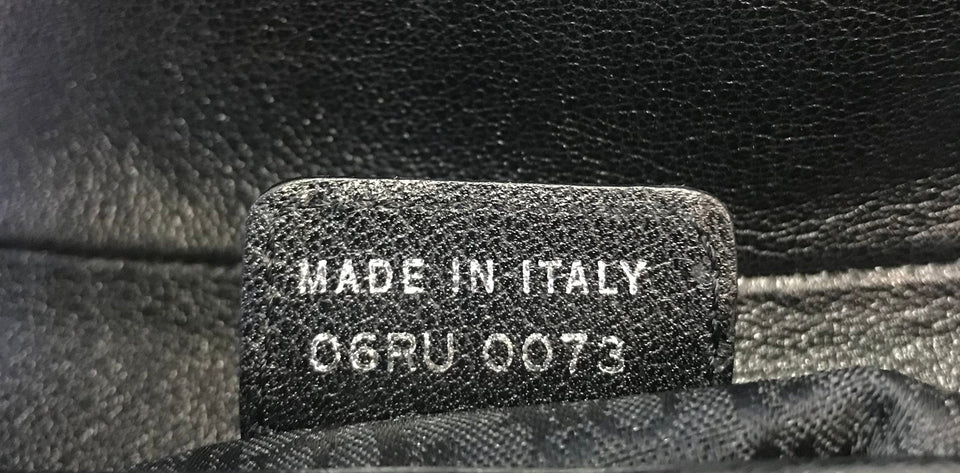 MADE IN ITALY
06RU 0073